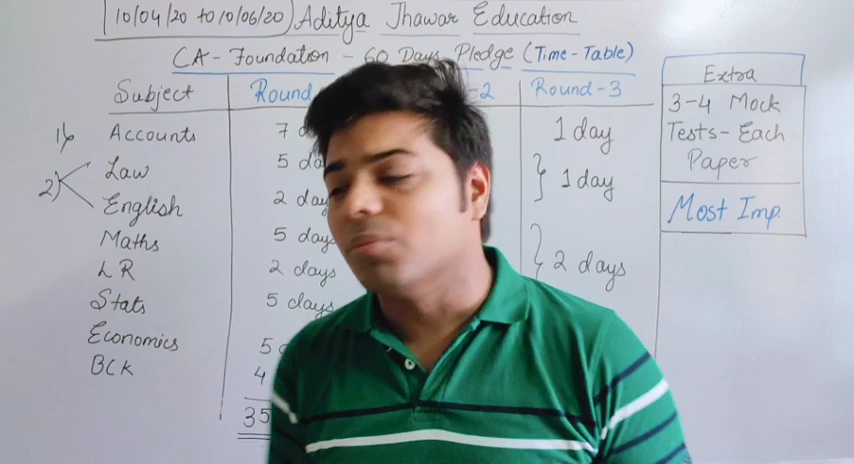 10/04/20 to 10/06/20 Aditya Jhawar Education
CA - Foundation - 60 Days Pledge (Time - Table)
Subject Round -2 Round - 3
1) Accounts 7 d 1 day
2) Law 5 da 1 day
English 2 day
Maths 5 days
LR 2 days 2 days
Stats 5 days
Economics 5
BCK 4
35
Extra
3-4 Mock
Tests - Each
Paper
Most Imp.